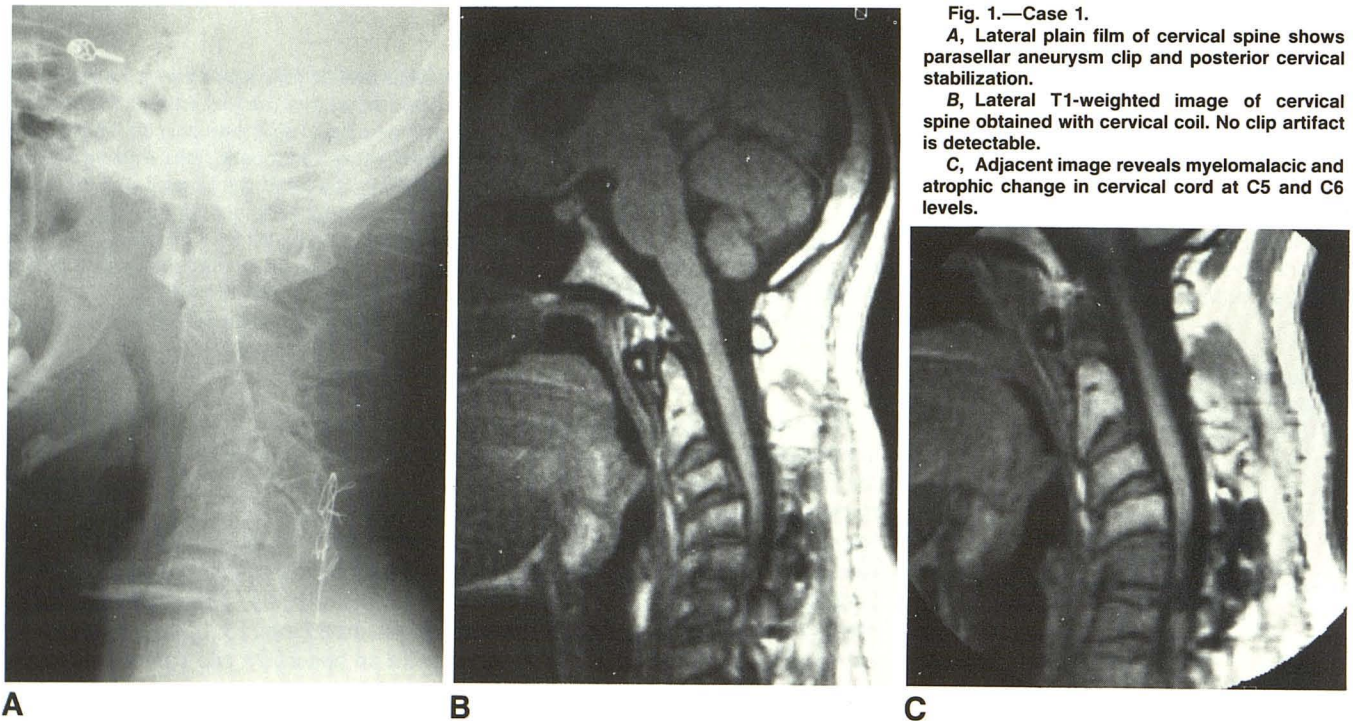 Fig. 1.—Case 1.
A, Lateral plain film of cervical spine shows
parasellar aneurysm clip and posterior cervical
stabilization.
B, Lateral T1-weighted image of cervical
spine obtained with cervical coil. No clip artifact
is detectable.
C, Adjacent image reveals myelomalacic and
atrophic change in cervical cord at C5 and C6
levels.
A
B
C